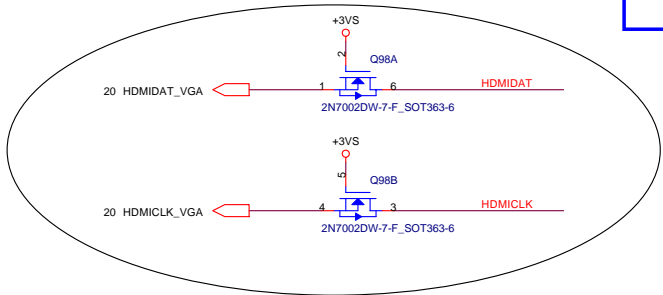 +3VS
2 Q98A
20 HDMIDAT_VGA 1 6 HDMIDAT
2N7002DW-7-F_SOT363-6
+3VS
5 Q98B
20 HDMICLK_VGA 4 3 HDMICLK
2N7002DW-7-F_SOT363-6